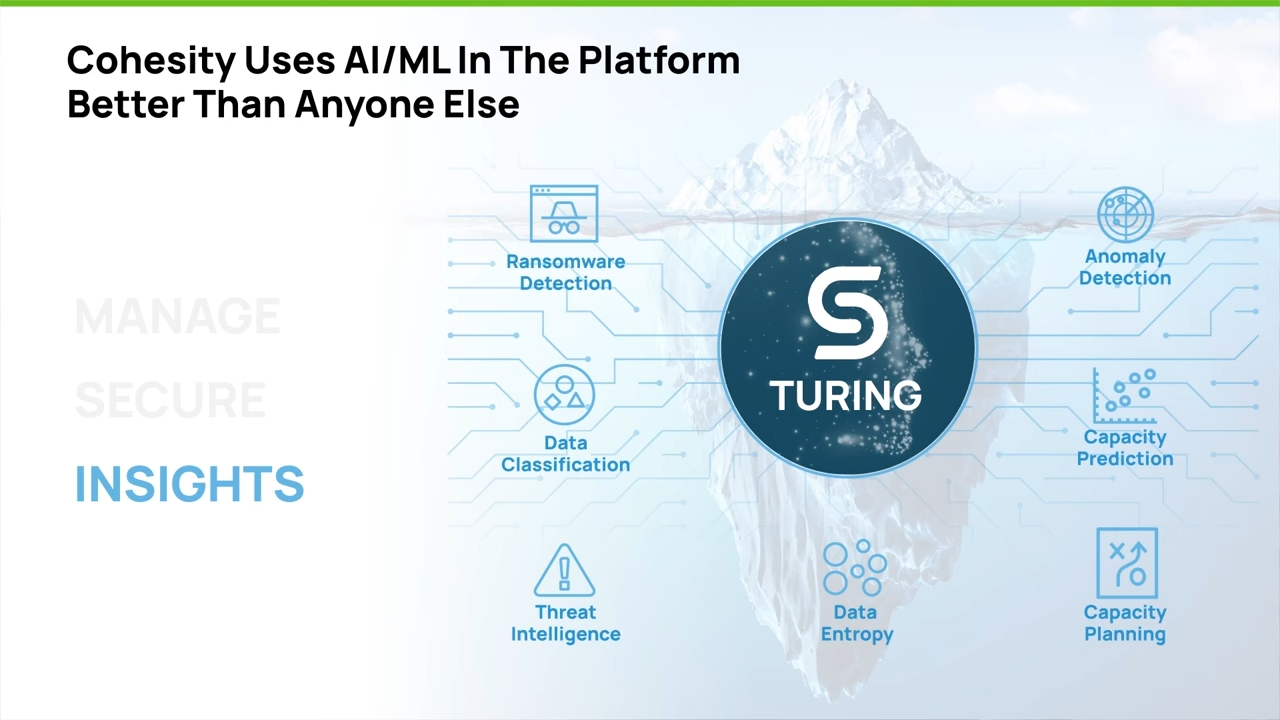 Cohesity Uses AI/ML In The Platform
Better Than Anyone Else
MANAGE
SECURE
INSIGHTS
Ransomware
Detection
Data
Classification
Threat
Intelligence
TURING
Data
Entropy
Anomaly
Detection
Capacity
Prediction
Capacity
Planning